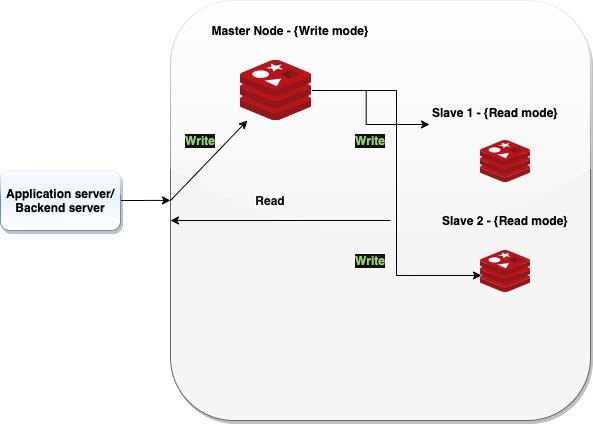 Master Node - {Write mode}
Slave 1 - {Read mode}
Write
Write
Application server/
Backend server
Read
Slave 2 - {Read mode}
Write